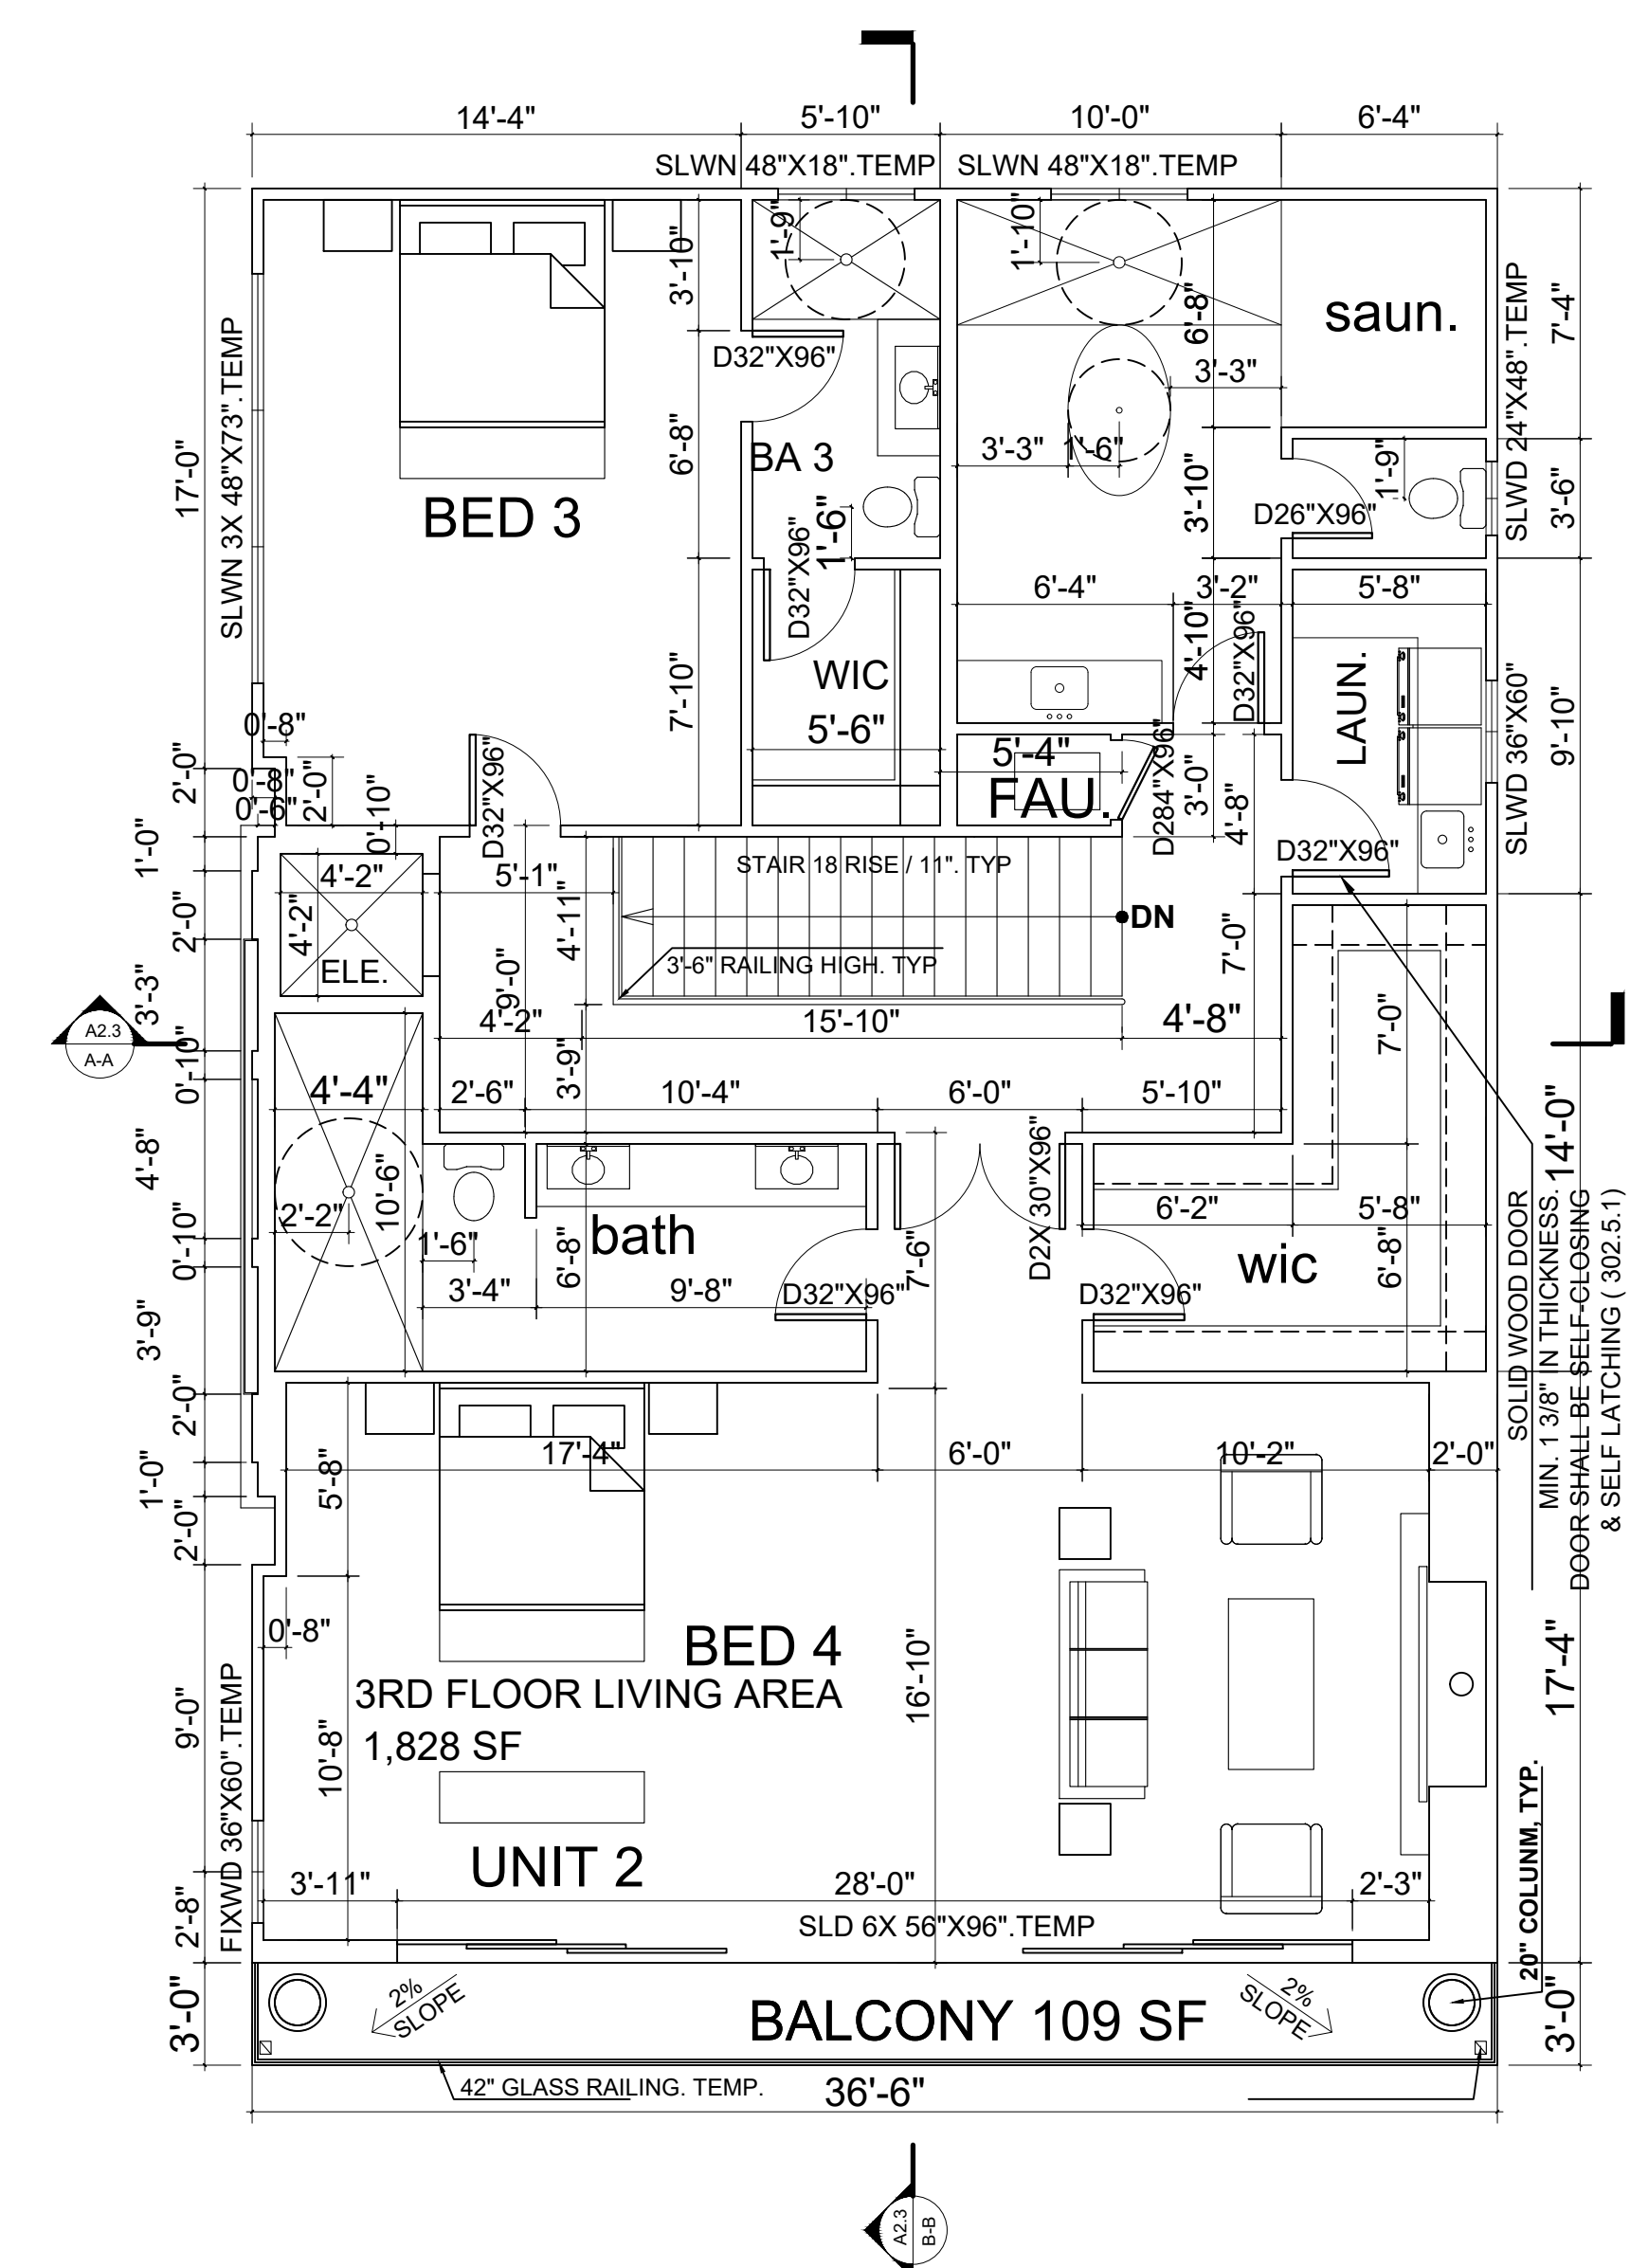 14'-4"
5'-10"
10'-0"
6'-4"
SLWN 48"X18".TEMP
SLWN 48"X18".TEMP
1'-9"
1'-10"
3'-10"
6'-8"
saun.
SLWD 24"X48".TEMP
7'-4"
SLWN 3X 48"X73".TEMP
17'-0"
D32"X96"
3'-3"
6'-8"
BA 3
3'-3"
1'-6"
1'-9"
BED 3
1'-6"
3'-10"
D26"X96"
3'-6"
D32"X96"
6'-4"
3'-2"
5'-8"
4'-10"
D32"X96"
7'-10"
WIC
5'-6"
LAUN.
SLWD 36"X60"
9'-10"
0'-8"
2'-0"
0'-8"
0'-6"
2'-0"
0'-10"
D32"X96"
5'-4"
FAU.
D284"X96"
3'-0"
4'-8"
1'-0"
4'-2"
5'-1"
STAIR 18 RISE / 11". TYP
D32"X96"
2'-0"
4'-2"
4'-11"
DN
ELE.
9'-0"
3'-6" RAILING HIGH. TYP
7'-0"
3'-3"
A2.3
A-A
4'-2"
15'-10"
4'-8"
7'-0"
0'-10"
4'-4"
2'-6"
3'-9"
10'-4"
6'-0"
5'-10"
14'-0"
4'-8"
10'-6"
D2X 30"X96"
2'-2"
1'-6"
bath
6'-2"
5'-8"
0'-10"
6'-8"
7'-6"
wic
6'-8"
3'-4"
9'-8"
D32"X96"
D32"X96"
SOLID WOOD DOOR
MIN. 1 3/8" IN THICKNESS.
DOOR SHALL BE SELF-CLOSING
& SELF LATCHING ( 302.5.1)
3'-9"
2'-0"
17'-4"
6'-0"
10'-2"
2'-0"
5'-8"
1'-0"
2'-0"
0'-8"
BED 4
3RD FLOOR LIVING AREA
1,828 SF
16'-10"
17'-4"
9'-0"
FIXWD 36"X60".TEMP
10'-8"
UNIT 2
3'-11"
28'-0"
2'-3"
2'-8"
SLD 6X 56"X96".TEMP
20" COLUNM, TYP.
3'-0"
2%
SLOPE
BALCONY 109 SF
2%
SLOPE
3'-0"
42" GLASS RAILING. TEMP.
36'-6"
A2.3
B-B